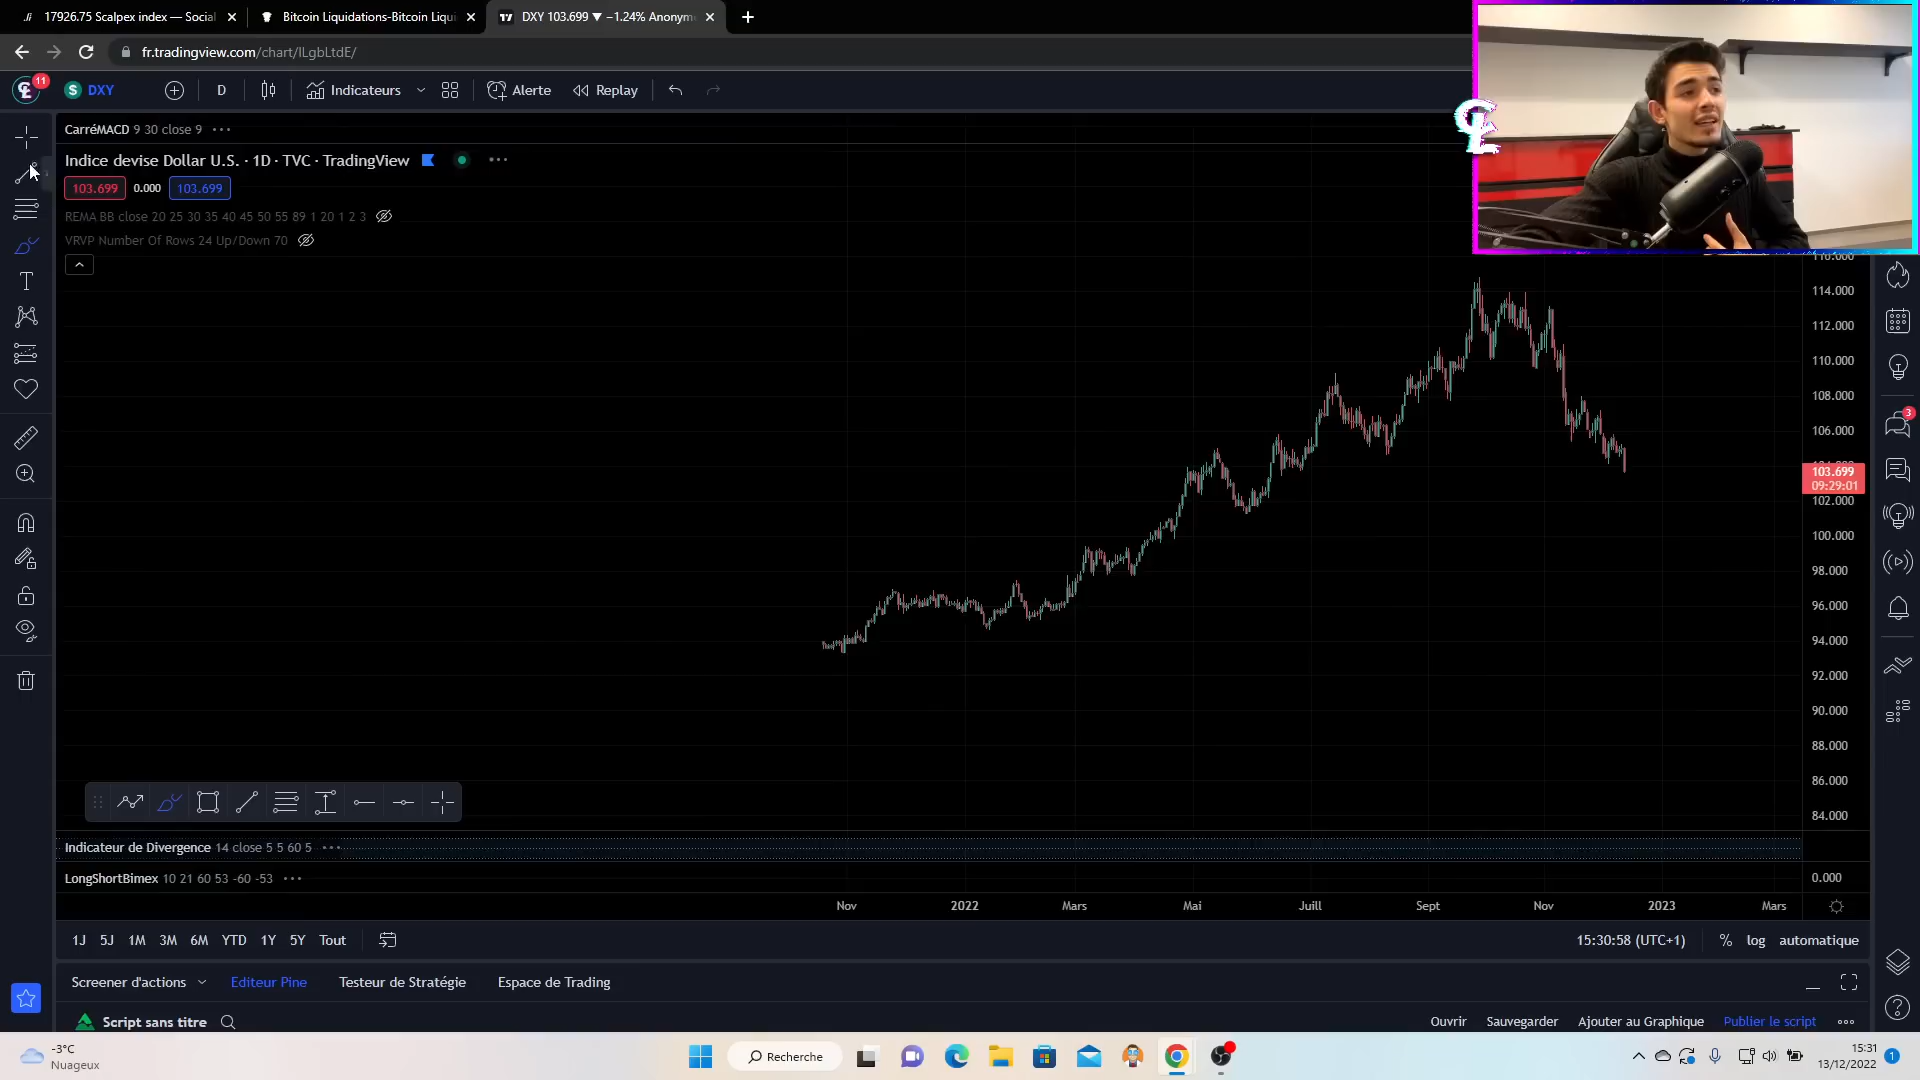 17926.75 Scalpex index — Social
Bitcoin Liquidations-Bitcoin Liqui
DXY 103.699 ▼ −1.24% Anonym
fr.tradingview.com/chart/lLgbLtdE/
11
DXY
D
Indicateurs
Alerte
Replay
CarréMACD 9 30 close 9
Indice devise Dollar U.S. · 1D · TVC · TradingView
103.699
0.000
103.699
REMA BB close 20 25 30 35 40 45 50 55 89 1 20 1 2 3
VRVP Number Of Rows 24 Up/Down 70
116.000
114.000
112.000
110.000
108.000
106.000
103.699
09:29:01
102.000
100.000
98.000
96.000
94.000
92.000
90.000
88.000
86.000
84.000
3
Indicateur de Divergence 14 close 5 5 60 5
LongShortBimex 10 21 60 53 -60 -53
0.000
Nov
2022
Mars
Mai
Juill
Sept
Nov
2023
Mars
1J 5J 1M 3M 6M YTD 1Y 5Y Tout
15:30:58 (UTC+1)
% log automatique
Screener d'actions
Editeur Pine
Testeur de Stratégie
Espace de Trading
Script sans titre
Ouvrir
Sauvegarder
Ajouter au Graphique
Publier le script
-3°C
Nuageux
Recherche
15:31
13/12/2022
1